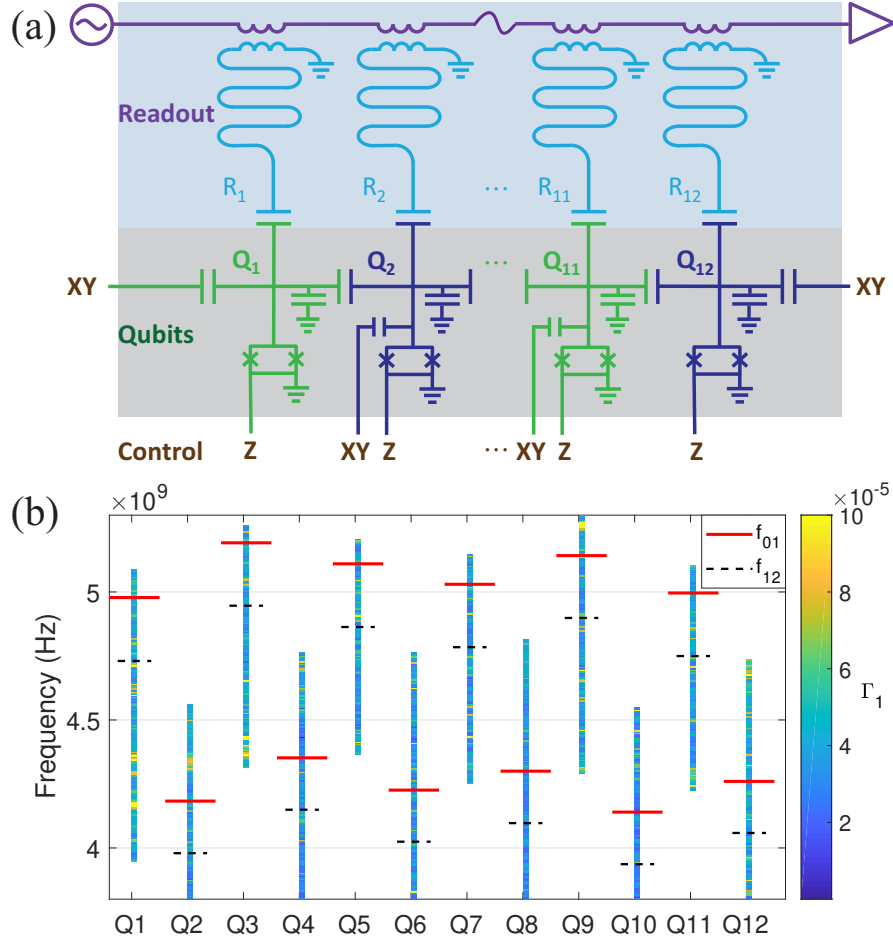 (a)
Readout
R1 R2 ... R11 R12
Q1 Q2 ... Q11 Q12
XY XY
Qubits
Control Z XY Z ... XY Z Z
(b)
×10^9 10^-5
5 4.5 4
Frequency (Hz)
f01
f12
10 8 6 4 2
Γ1
Q1 Q2 Q3 Q4 Q5 Q6 Q7 Q8 Q9 Q10 Q11 Q12